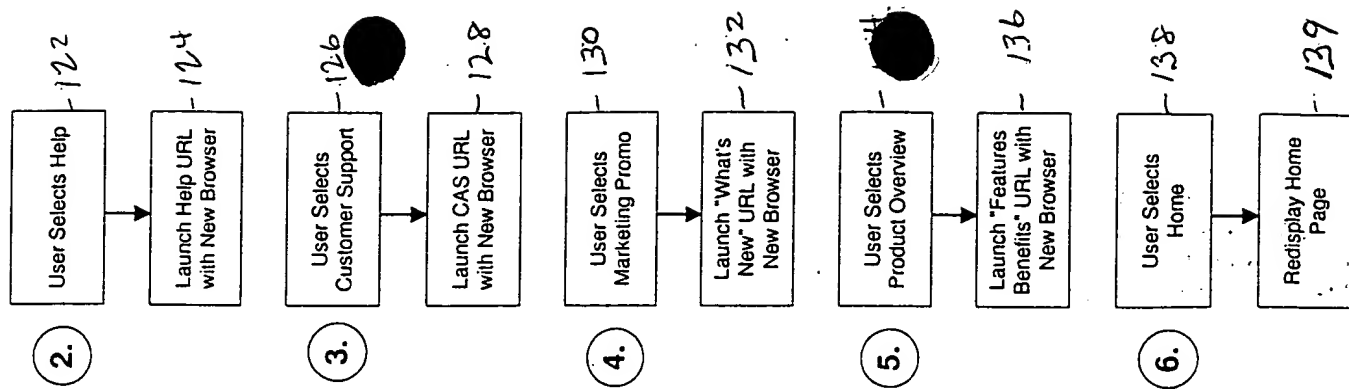 2.
User Selects Help
122
Launch Help URL
with New Browser
124
3.
User Selects
Customer Support
126
Launch CAS URL
with New Browser
128
4.
User Selects
Marketing Promo
130
Launch "What's
New" URL with
New Browser
132
5.
User Selects
Product Overview
Launch "Features
Benefits" URL with
New Browser
136
6.
User Selects
Home
138
Redisplay Home
Page
139